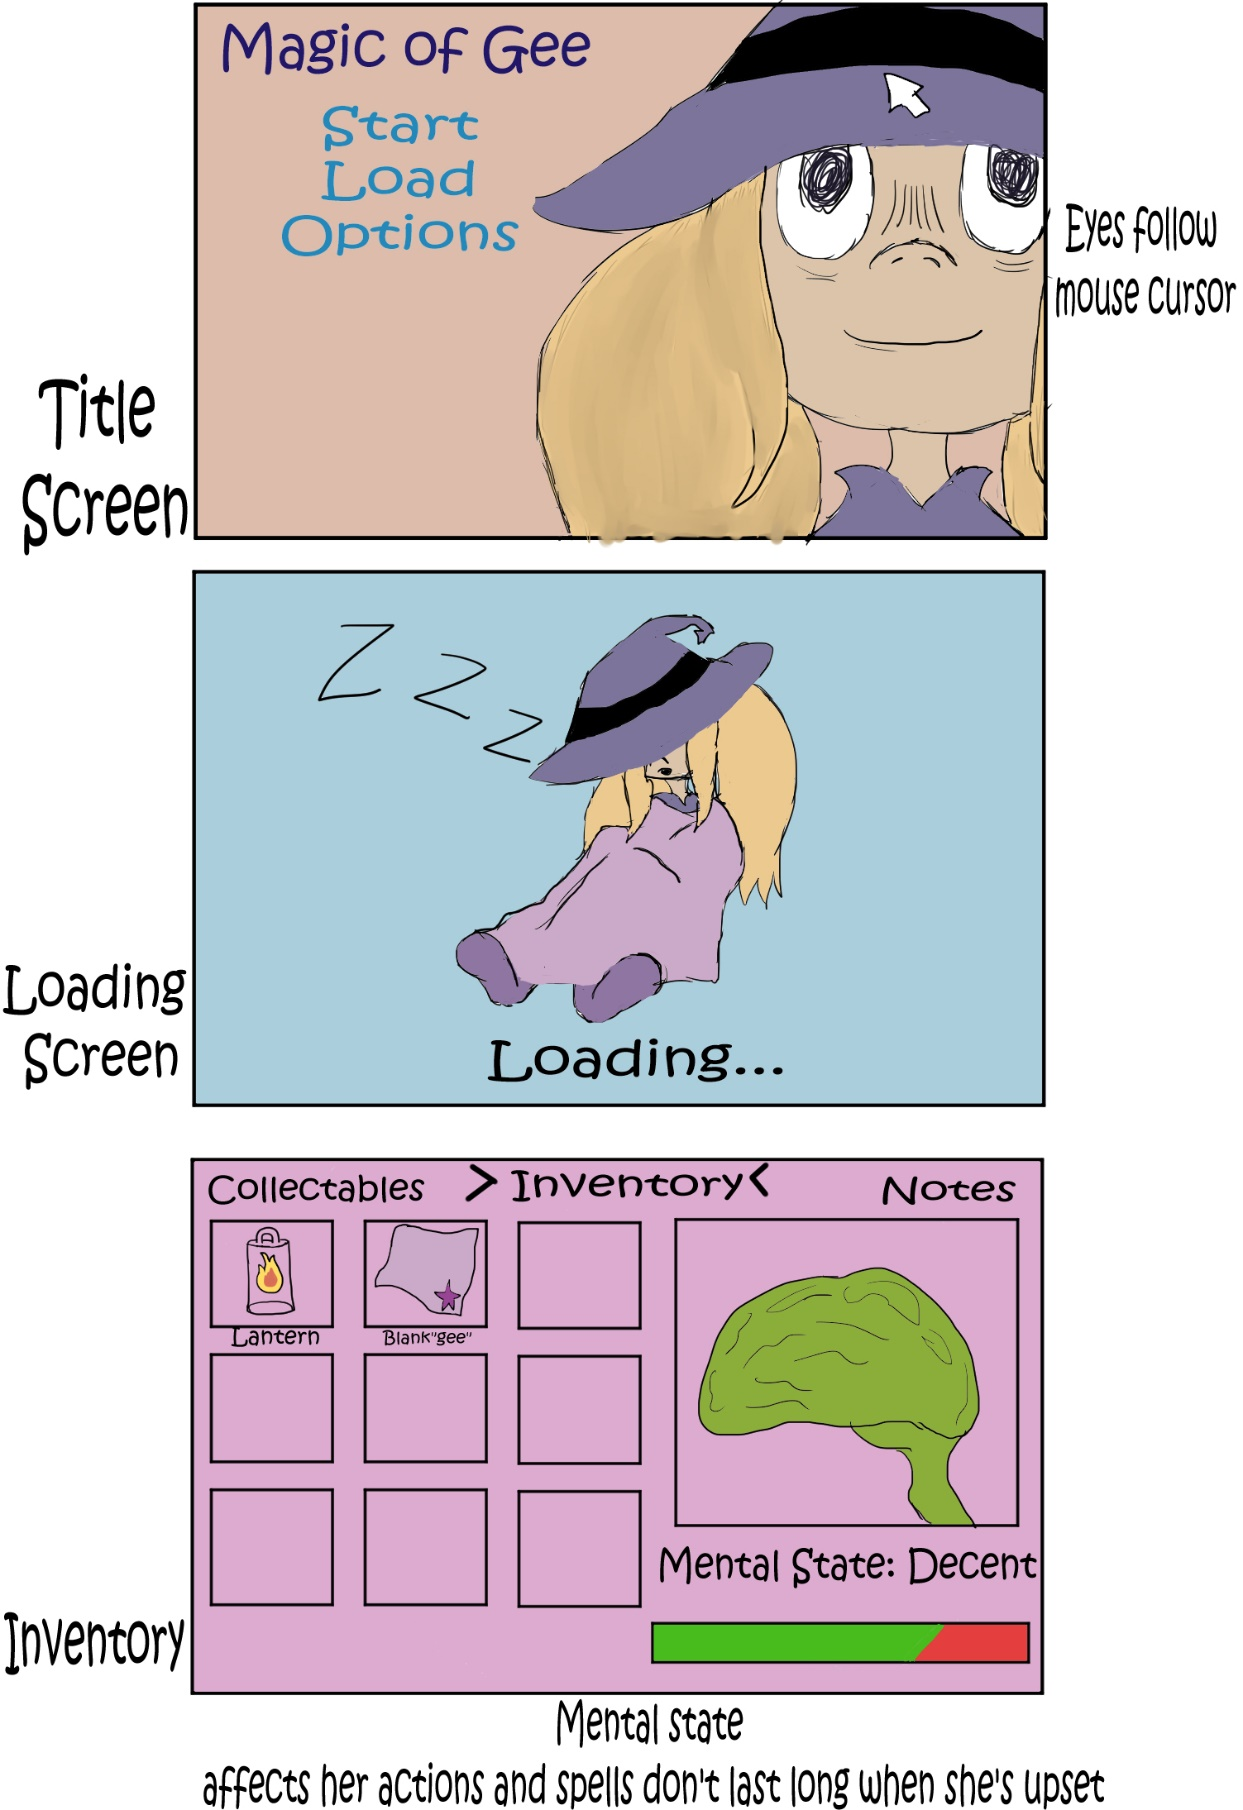 Magic of Gee
Start
Load
Options
Eyes follow
mouse cursor
Title
Screen
Z Z Z
Loading
Screen
Loading...
Collectables > Inventory < Notes
Lantern
Blank"gee"
Mental State: Decent
Inventory
Mental state
affects her actions and spells don't last long when she's upset